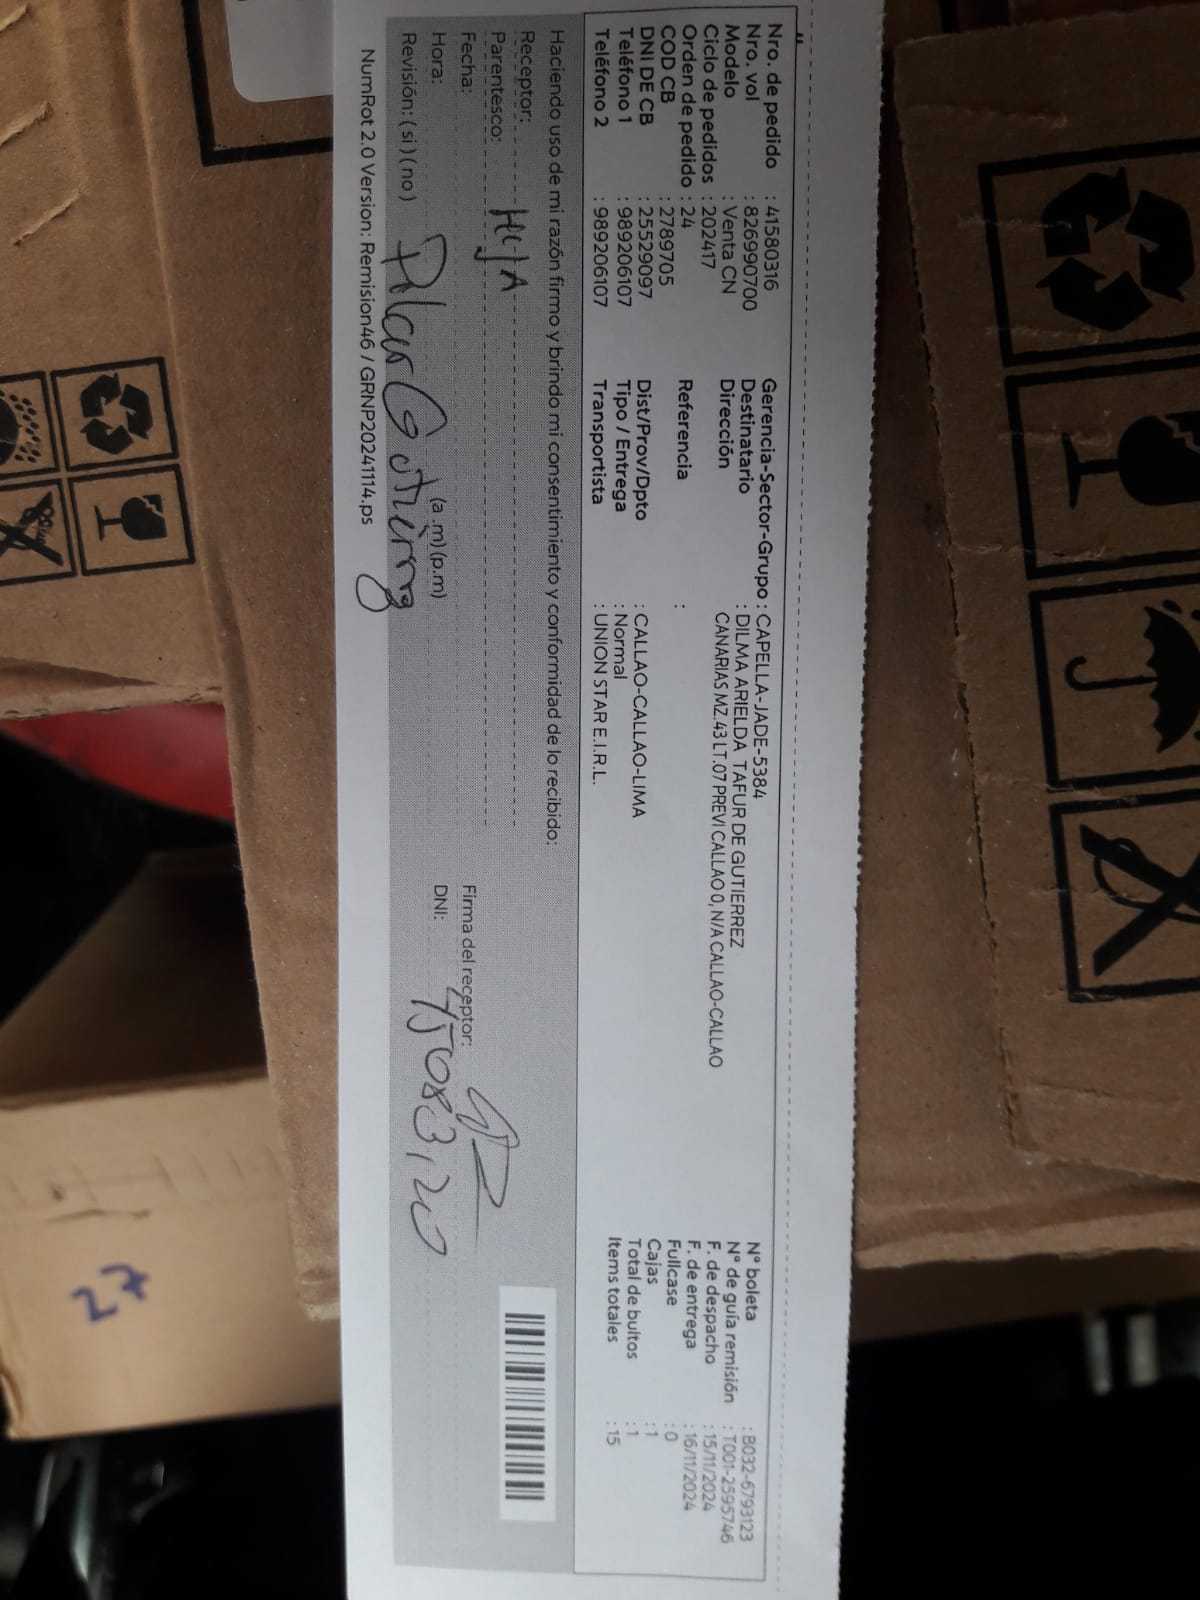 Nro. de pedido : 41580316 Gerencia-Sector-Grupo : CAPELLA-JADE-5384 N° boleta : B032-6793123
Nro. vol : 826990700 Destinatario : DILMA ARIELDA TAFUR DE GUTIERREZ N° de guía remisión : T001-2595746
Modelo : Venta CN Dirección CANARIAS MZ.43 LT.07 PREVI CALLAO 0, N/A CALLAO-CALLAO F. de despacho : 15/11/2024
Ciclo de pedidos : 202417 F. de entrega : 16/11/2024
Orden de pedido : 24 Referencia : Fullcase : 0
COD CB : 2789705 Cajas : 1
DNI DE CB : 25529097 Dist/Prov/Dpto : CALLAO-CALLAO-LIMA Total de bultos : 1
Teléfono 1 : 989206107 Tipo / Entrega : Normal Items totales : 15
Teléfono 2 : 989206107 Transportista : UNION STAR E.I.R.L.
Haciendo uso de mi razón firmo y brindo mi consentimiento y conformidad de lo recibido:
Receptor:
Parentesco: HIJA
Fecha: Firma del receptor:
Hora: (a .m) (p.m) DNI:
Revisión: ( si ) ( no )
NumRot 2.0 Version: Remision46 / GRNP20241114.ps
27